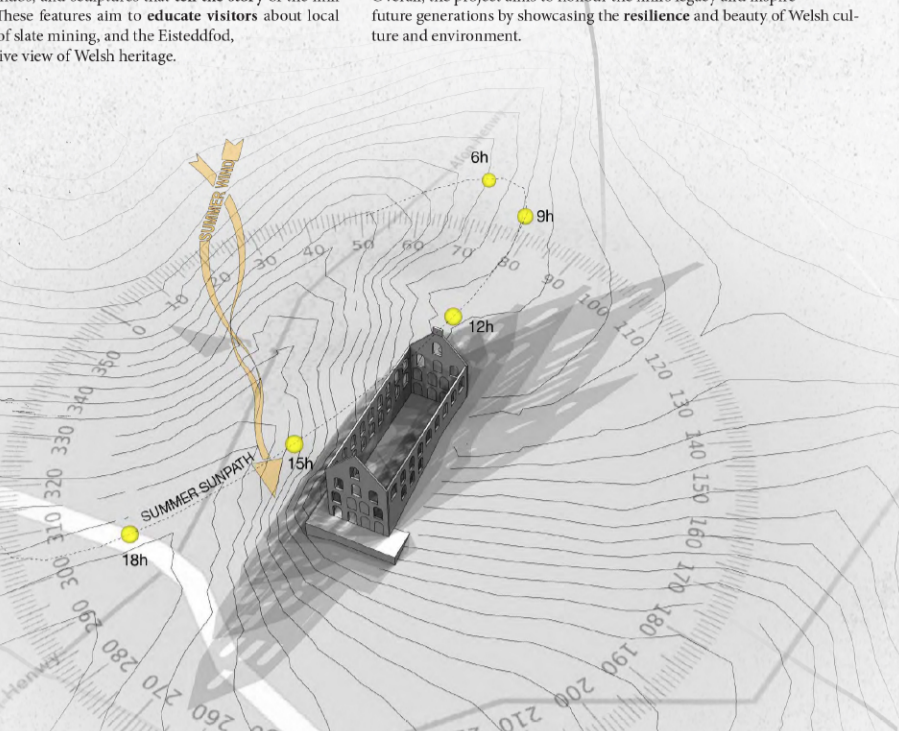 These features aim to educate visitors about local
of slate mining, and the Eisteddfod,
ive view of Welsh heritage.
future generations by showcasing the resilience and beauty of Welsh cul-
ture and environment.
SUMMER WIND
6h
9h
12h
15h
18h
SUMMER SUNPATH
0
10
20
30
40
50
60
70
80
90
100
110
120
130
140
150
160
170
180
190
200
210
260
270
280
290
300
310
320
330
340
350
Henwy